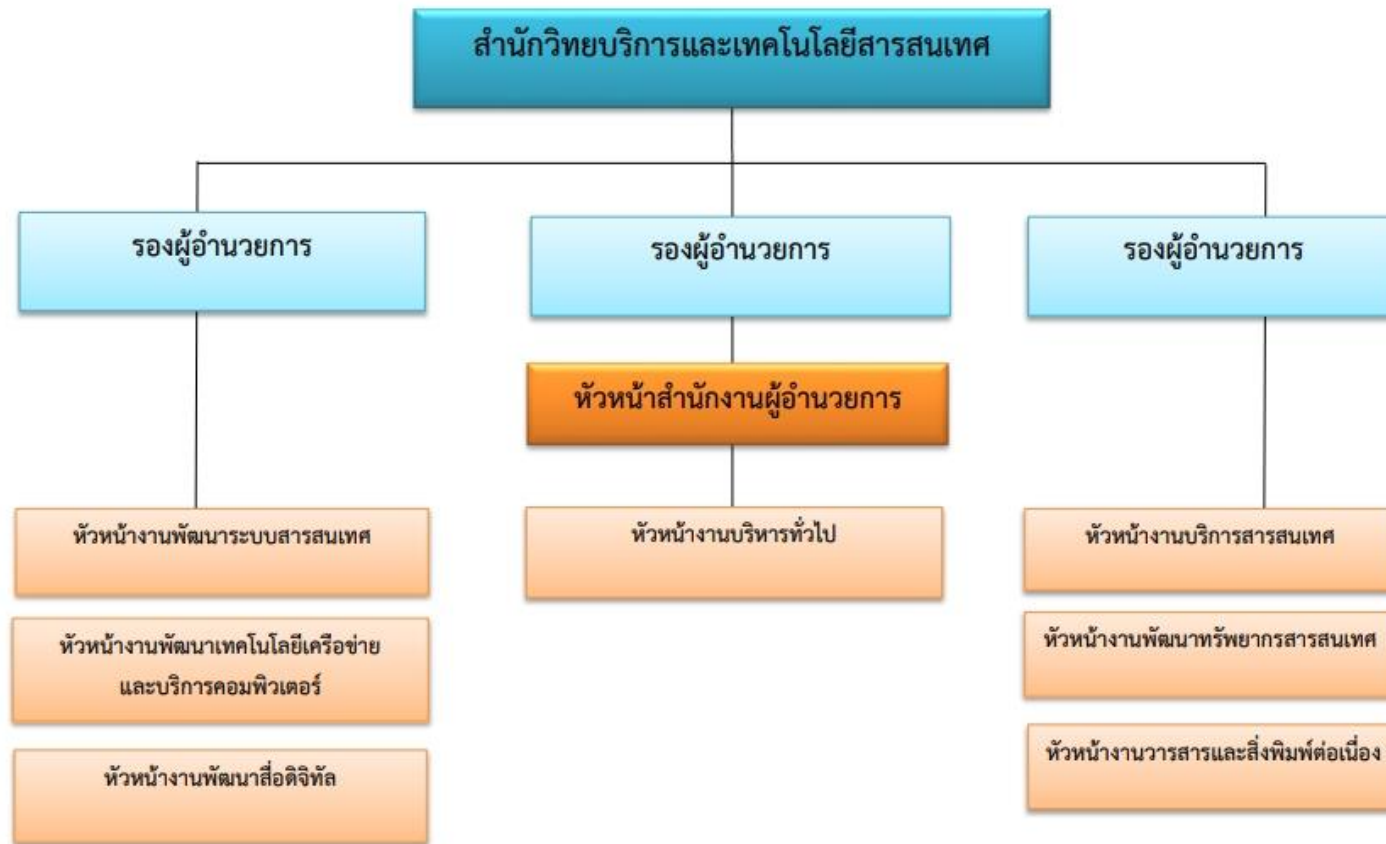 สำนักวิทยบริการและเทคโนโลยีสารสนเทศ
รองผู้อำนวยการ
รองผู้อำนวยการ
รองผู้อำนวยการ
หัวหน้าสำนักงานผู้อำนวยการ
หัวหน้างานพัฒนาระบบสารสนเทศ
หัวหน้างานบริหารทั่วไป
หัวหน้างานบริการสารสนเทศ
หัวหน้างานพัฒนาเทคโนโลยีเครือข่าย
และบริการคอมพิวเตอร์
หัวหน้างานพัฒนาทรัพยากรสารสนเทศ
หัวหน้างานพัฒนาสื่อดิจิทัล
หัวหน้างานวารสารและสิ่งพิมพ์ต่อเนื่อง